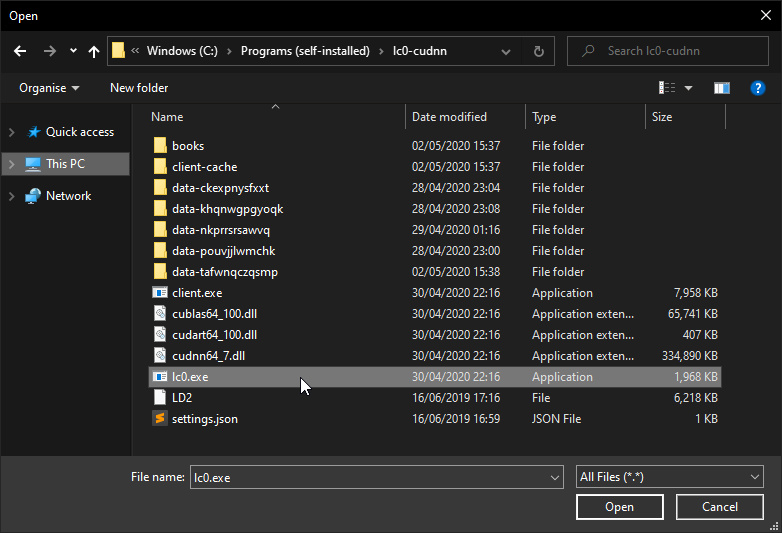 Open
« Windows (C:) › Programs (self-installed) › lc0-cudnn
Search lc0-cudnn
Organise New folder
Name Date modified Type Size
Quick access
This PC
Network
books 02/05/2020 15:37 File folder
client-cache 02/05/2020 15:37 File folder
data-ckexpnysfxxt 28/04/2020 23:04 File folder
data-khqnwgpgyoqk 28/04/2020 23:08 File folder
data-nkprrsrsawvq 29/04/2020 01:16 File folder
data-pouvjjlwmchk 28/04/2020 23:00 File folder
data-tafwnqczqsmp 02/05/2020 15:38 File folder
client.exe 30/04/2020 22:16 Application 7,958 KB
cublas64_100.dll 30/04/2020 22:16 Application exten... 65,741 KB
cudart64_100.dll 30/04/2020 22:16 Application exten... 407 KB
cudnn64_7.dll 30/04/2020 22:16 Application exten... 334,890 KB
lc0.exe 30/04/2020 22:16 Application 1,968 KB
LD2 16/06/2019 17:16 File 6,218 KB
settings.json 16/06/2019 16:59 JSON File 1 KB
File name: lc0.exe All Files (*.*)
Open Cancel